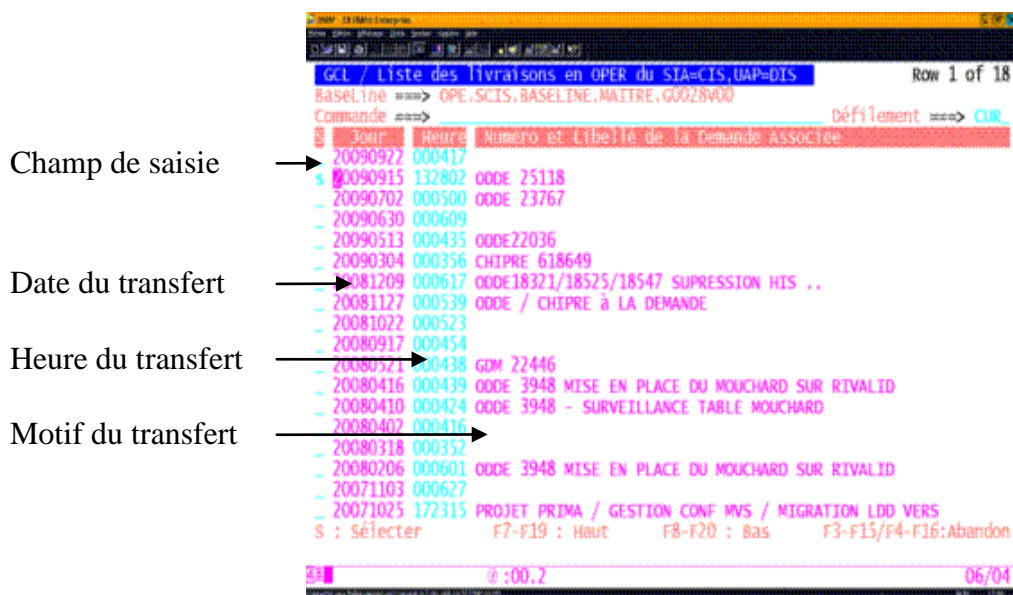 GCL / Liste des livraisons en OPER du SIA=CIS,UAP=DIS Row 1 of 18
BaseLine ===> OPE.SCIS.BASELINE.MAITRE.G0028V00
Commande ===> Défilement ===> CUR_
S Jour Heure Numéro et Libellé de la Demande Associée
Champ de saisie
_ 20090922 000417
s 20090915 132802 ODDE 25118
_ 20090702 000500 ODDE 23767
_ 20090630 000609
_ 20090513 000435 ODDE22036
_ 20090304 000356 CHIPRE 618649
Date du transfert
_ 20081209 000617 ODDE18321/18525/18547 SUPRESSION HIS ..
_ 20081127 000539 ODDE / CHIPRE à LA DEMANDE
_ 20081022 000523
_ 20080917 000454
Heure du transfert
_ 20080521 000438 GDM 22446
_ 20080416 000439 ODDE 3948 MISE EN PLACE DU MOUCHARD SUR RIVALID
_ 20080410 000424 ODDE 3948 - SURVEILLANCE TABLE MOUCHARD
Motif du transfert
_ 20080402 000416
_ 20080318 000352
_ 20080206 000601 ODDE 3948 MISE EN PLACE DU MOUCHARD SUR RIVALID
_ 20071103 000627
_ 20071025 172315 PROJET PRIMA / GESTION CONF MVS / MIGRATION LDD VERS
S : Sélecter F7-F19 : Haut F8-F20 : Bas F3-F15/F4-F16:Abandon
:00.2 06/04